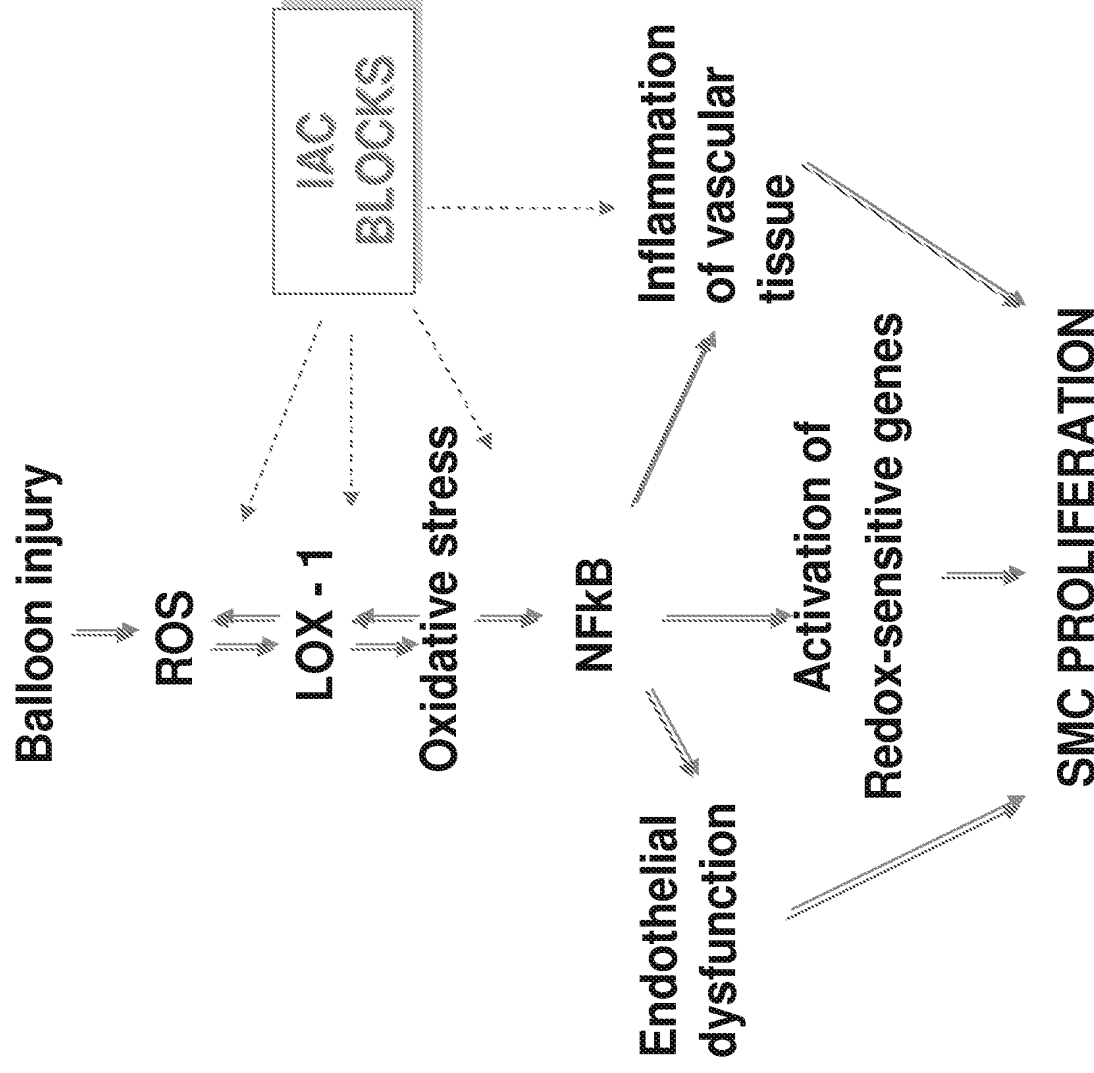 Balloon injury
ROS
LOX - 1
Oxidative stress
IAC
BLOCKS
NFkB
Endothelial
dysfunction
Activation of
Redox-sensitive genes
Inflammation
of vascular
tissue
SMC PROLIFERATION